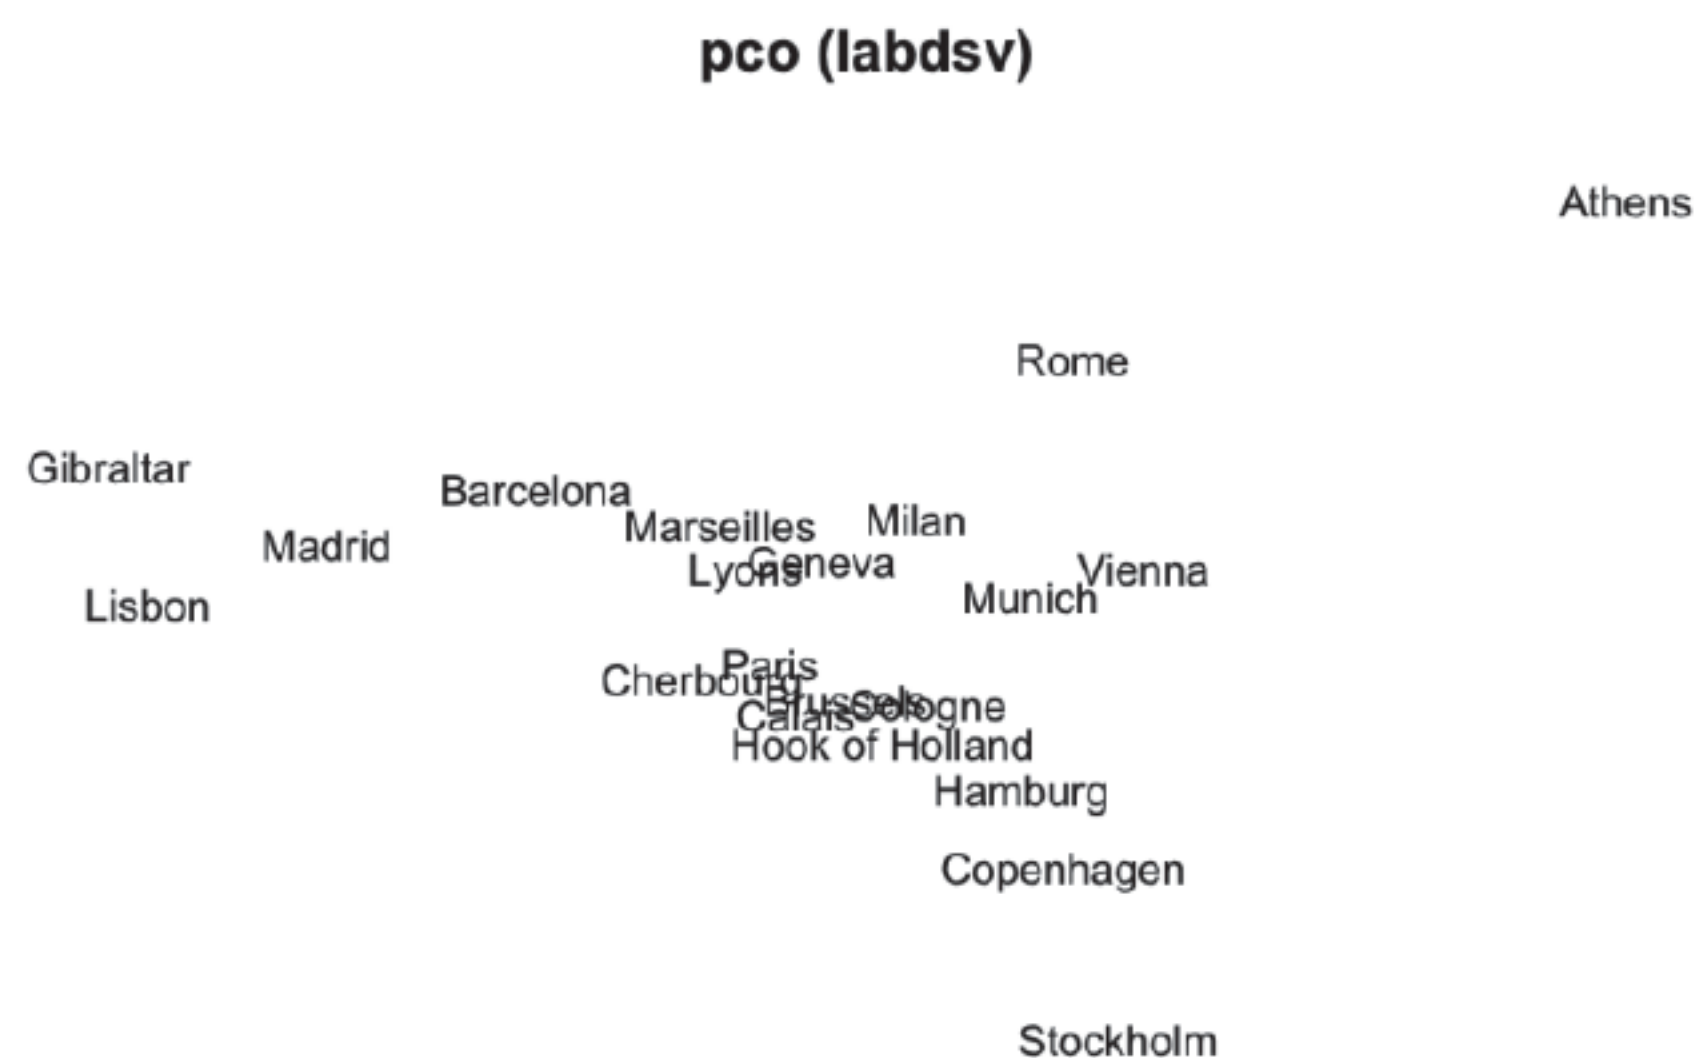 pco (labdsv)
Athens
Rome
Gibraltar
Barcelona
Milan
Marseilles
Madrid
Geneva
Lyons
Vienna
Munich
Lisbon
Paris
Cherbourg
Brussels
Cologne
Calais
Hook of Holland
Hamburg
Copenhagen
Stockholm